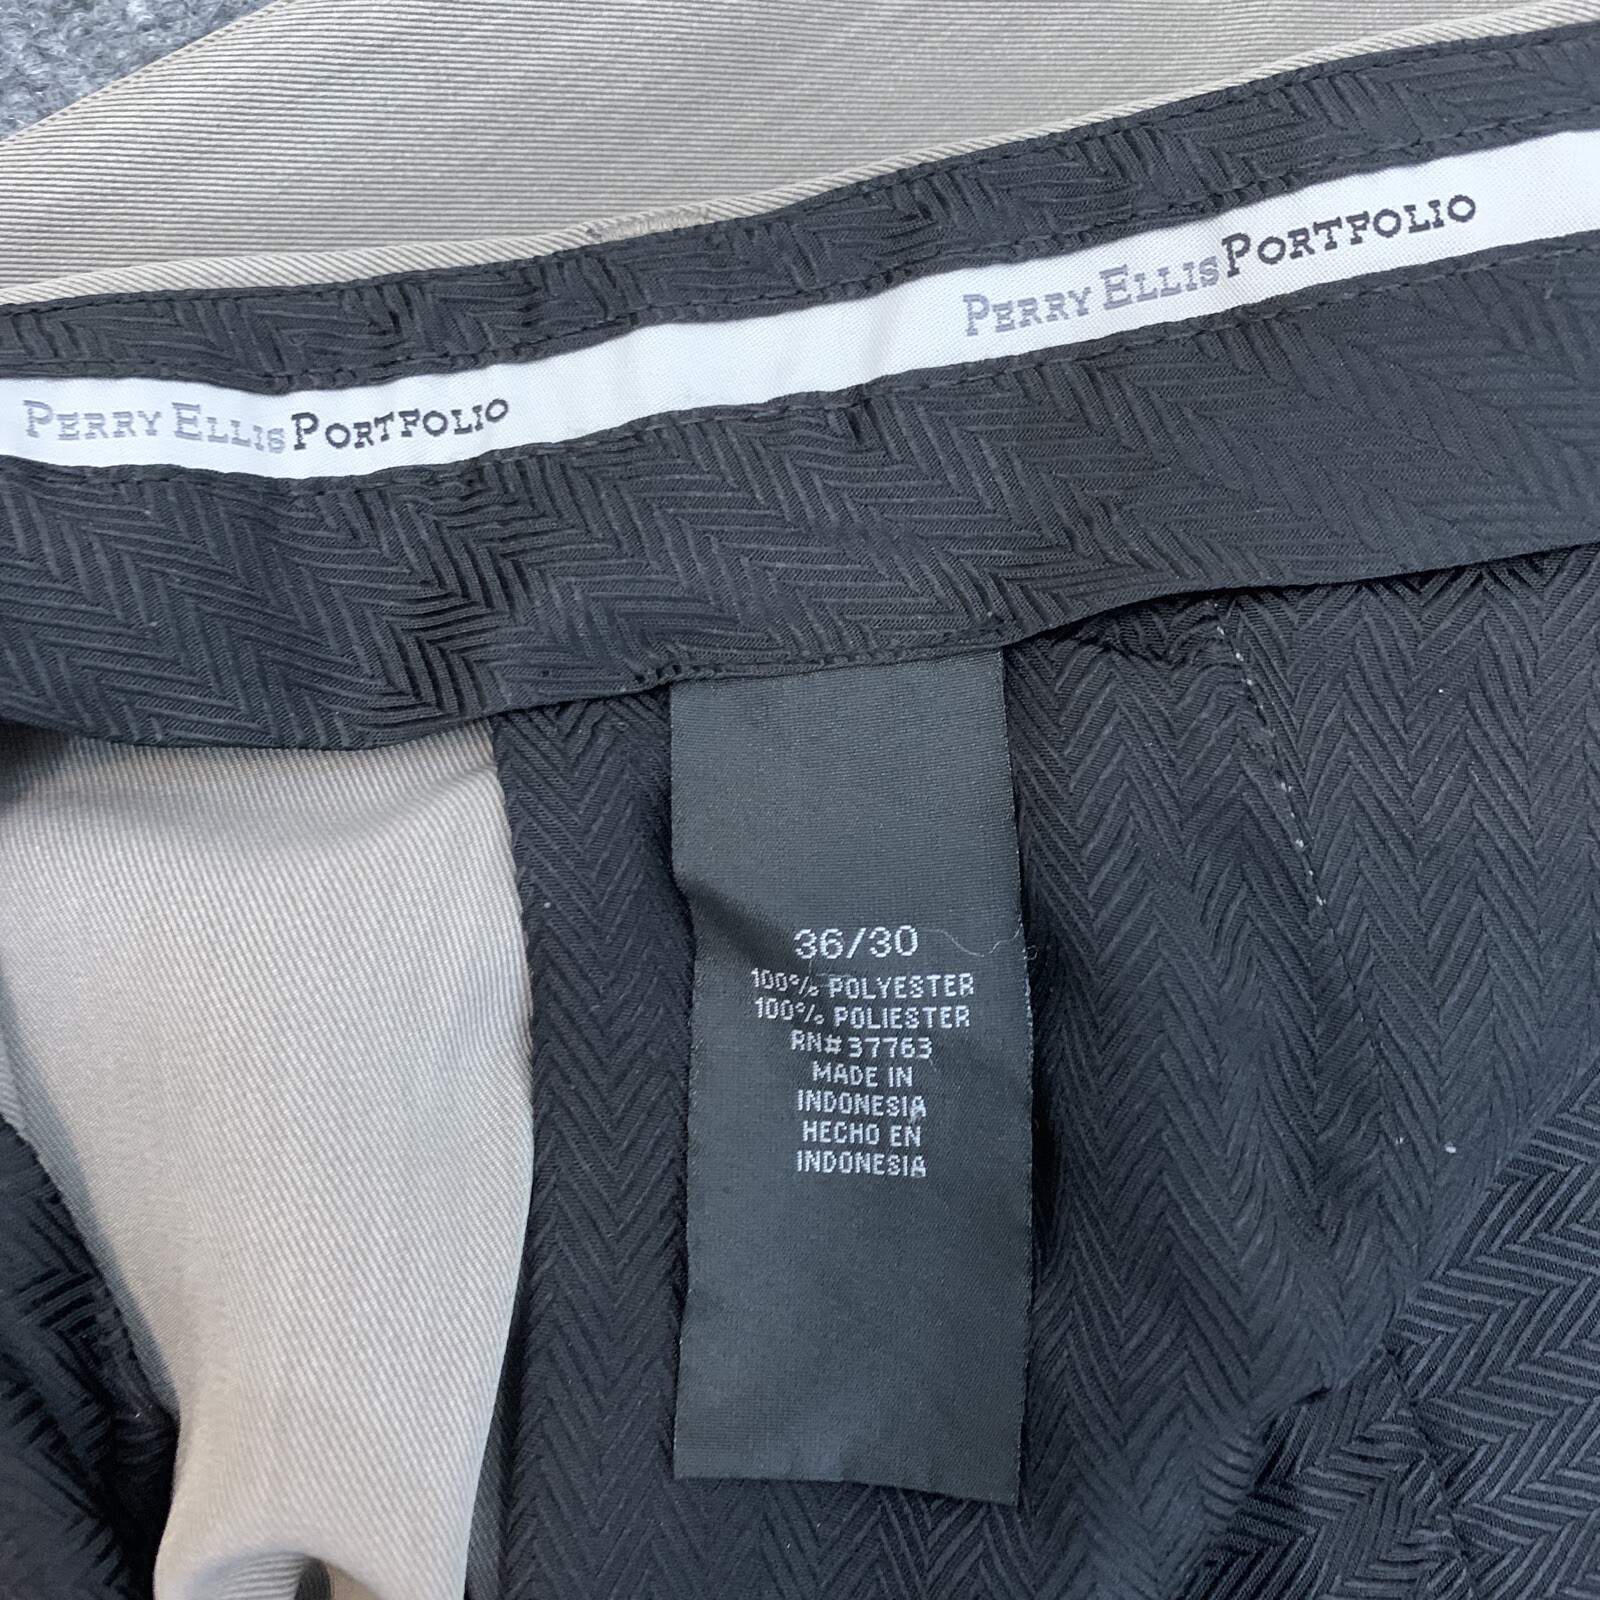 PERRY ELLIS PORTFOLIO
PERRY ELLIS PORTFOLIO
36/30
100% POLYESTER
100% POLIESTER
RN# 37763
MADE IN
INDONESIA
HECHO EN
INDONESIA